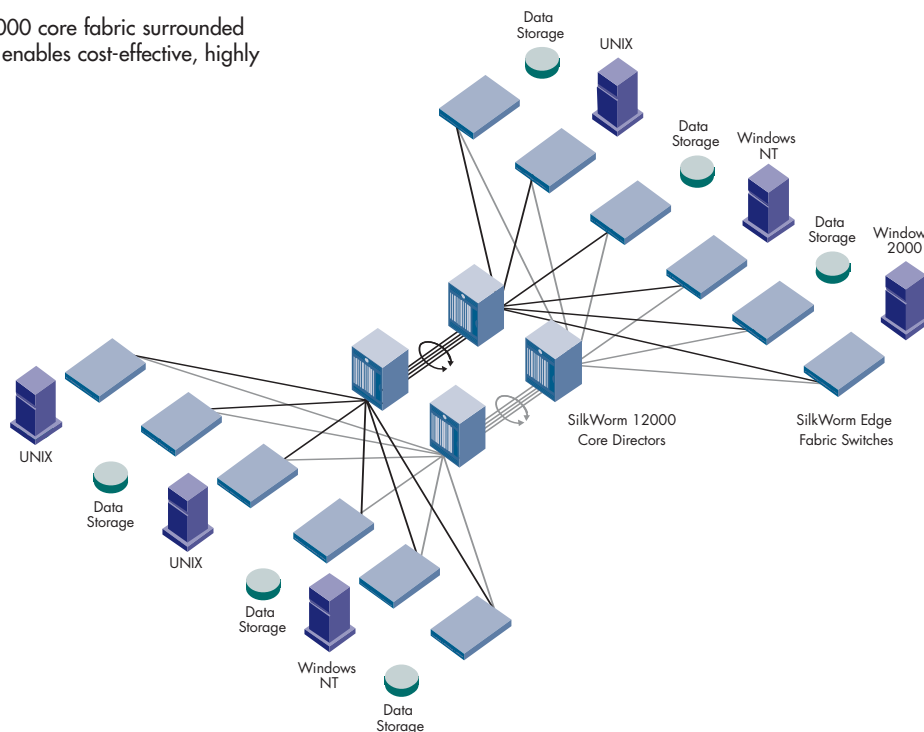 000 core fabric surrounded
enables cost-effective, highly
Data
Storage
UNIX
Data
Storage
Windows
NT
Data
Storage
Window
2000
SilkWorm 12000
Core Directors
SilkWorm Edge
Fabric Switches
UNIX
Data
Storage
UNIX
Data
Storage
Windows
NT
Data
Storage